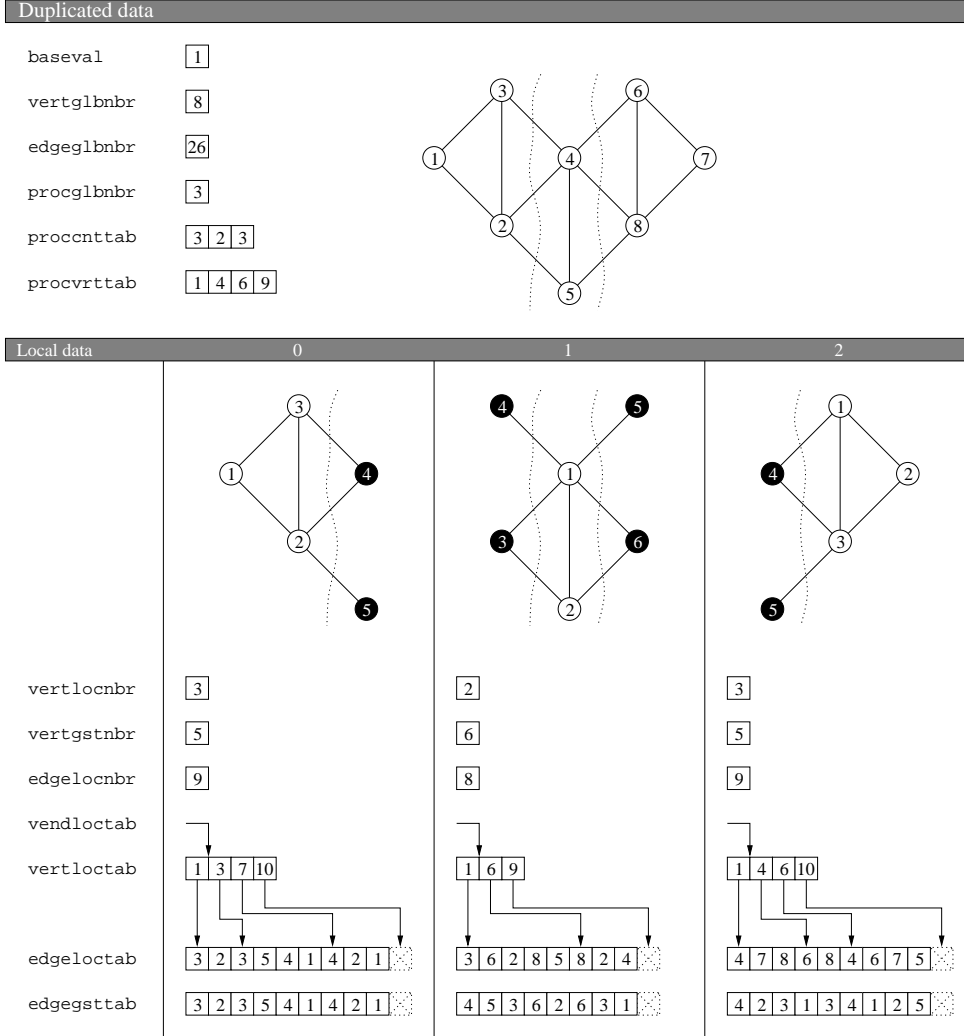 Duplicated data
baseval 1
vertglbnbr 8
edgeglbnbr 26
procglbnbr 3
proccnttab 3 2 3
procvrttab 1 4 6 9
3 6
1 4 7
2 8
5
Local data 0 1 2
3 4 5 1
1 4 1 4 2
2 3 6 3
5 2 5
vertlocnbr 3 2 3
vertgstnbr 5 6 5
edgelocnbr 9 8 9
vendloctab
vertloctab 1 3 7 10 1 6 9 1 4 6 10
edgeloctab 3 2 3 5 4 1 4 2 1 3 6 2 8 5 8 2 4 4 7 8 6 8 4 6 7 5
edgegsttab 3 2 3 5 4 1 4 2 1 4 5 3 6 2 6 3 1 4 2 3 1 3 4 1 2 5